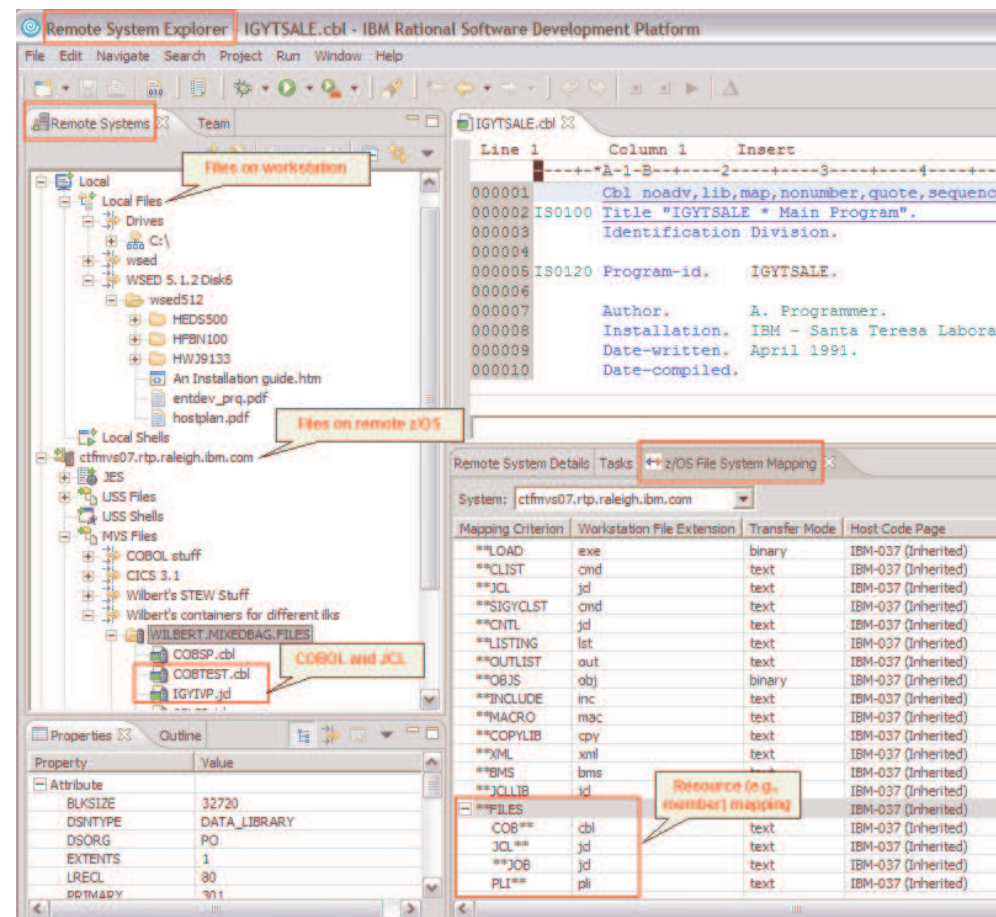 Remote System Explorer - IGYTSALE.cbl - IBM Rational Software Development Platform
File Edit Navigate Search Project Run Window Help
Remote Systems Team
Files on workstation
Local
Local Files
Drives
C:\
wsed
WSED 5.1.2 Disk6
wsed512
HEDS500
HFBN100
HWJ9133
An Installation guide.htm
entdev_prq.pdf
hostplan.pdf
Files on remote z/OS
Local Shells
ctfmvs07.rtp.raleigh.ibm.com
JES
USS Files
USS Shells
MVS Files
COBOL stuff
CICS 3.1
Wilbert's STEW Stuff
Wilbert's containers for different ilks
WILBERT.MIXEDBAG.FILES
COBSP.cbl
COBOL and JCL
COBTEST.cbl
IGYIVP.jcl
Properties Outline
Property Value
Attribute
BLKSIZE 32720
DSNTYPE DATA_LIBRARY
DSORG PO
EXTENTS 1
LRECL 80
PRIMARY 301
IGYTSALE.cbl
Line 1 Column 1 Insert
----+-*A-1-B--+----2----+----3----+----4----+--
000001 Cbl noadv,lib,map,nonumber,quote,sequenc
000002 IS0100 Title "IGYTSALE * Main Program".
000003 Identification Division.
000004
000005 IS0120 Program-id. IGYTSALE.
000006
000007 Author. A. Programmer.
000008 Installation. IBM - Santa Teresa Labora
000009 Date-written. April 1991.
000010 Date-compiled.
Remote System Details Tasks z/OS File System Mapping
System: ctfmvs07.rtp.raleigh.ibm.com
Mapping Criterion Workstation File Extension Transfer Mode Host Code Page
**LOAD exe binary IBM-037 (Inherited)
**CLIST cmd text IBM-037 (Inherited)
**JCL jcl text IBM-037 (Inherited)
**SIGYCLST cmd text IBM-037 (Inherited)
**CNTL jcl text IBM-037 (Inherited)
**LISTING lst text IBM-037 (Inherited)
**OUTLIST out text IBM-037 (Inherited)
**OBJS obj binary IBM-037 (Inherited)
**INCLUDE inc text IBM-037 (Inherited)
**MACRO mac text IBM-037 (Inherited)
**COPYLIB cpy text IBM-037 (Inherited)
**XML xml text IBM-037 (Inherited)
**BMS bms text IBM-037 (Inherited)
**JCLLIB jcl IBM-037 (Inherited)
Resource (e.g., member) mapping
**FILES IBM-037 (Inherited)
COB** cbl text IBM-037 (Inherited)
JCL** jcl text IBM-037 (Inherited)
**JOB jcl text IBM-037 (Inherited)
PLI** pli text IBM-037 (Inherited)